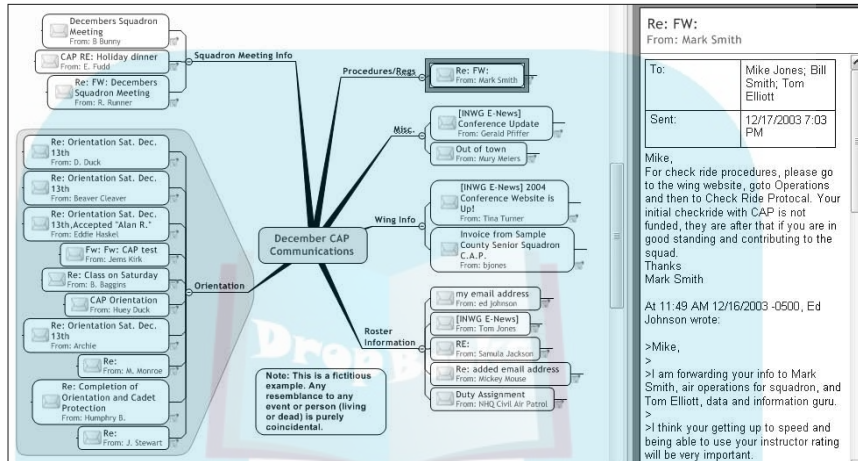 Decembers Squadron
Meeting
From: B Bunny
CAP RE: Holiday dinner
From: E. Fudd
Re: FW: Decembers
Squadron Meeting
From: R. Runner
Squadron Meeting Info
Re: Orientation Sat. Dec.
13th
From: D. Duck
Re: Orientation Sat. Dec.
13th
From: Beaver Cleaver
Re: Orientation Sat. Dec.
13th,Accepted "Alan R."
From: Eddie Haskel
Fw: Fw: CAP test
From: Jems Kirk
Re: Class on Saturday
From: B. Baggins
CAP Orientation
From: Huey Duck
Re: Orientation Sat. Dec.
13th
From: Archie
Re:
From: M. Monroe
Re: Completion of
Orientation and Cadet
Protection
From: Humphry B.
Re:
From: J. Stewart
Orientation
December CAP
Communications
Procedures/Regs
Re: FW:
From: Mark Smith
Misc.
[INWG E-News]
Conference Update
From: Gerald Pfiffer
Out of town
From: Mury Meiers
Wing Info
[INWG E-News] 2004
Conference Website is
Up!
From: Tina Turner
Invoice from Sample
County Senior Squadron
C.A.P.
From: bjones
Roster
Information
my email address
From: ed johnson
[INWG E-News]
From: Tom Jones
RE:
From: Samula Jackson
Re: added email address
From: Mickey Mouse
Duty Assignment
From: NHQ Civil Air Patrol
Note: This is a fictitious
example. Any
resemblance to any
event or person (living
or dead) is purely
coincidental.
Re: FW:
From: Mark Smith
To: Mike Jones; Bill
Smith; Tom
Elliott
Sent: 12/17/2003 7:03
PM
Mike,
For check ride procedures, please go
to the wing website, goto Operations
and then to Check Ride Protocal. Your
initial checkride with CAP is not
funded, they are after that if you are in
good standing and contributing to the
squad.
Thanks
Mark Smith
At 11:49 AM 12/16/2003 -0500, Ed
Johnson wrote:
>Mike,
>
>I am forwarding your info to Mark
Smith, air operations for squadron, and
Tom Elliott, data and information guru.
>
>I think your getting up to speed and
being able to use your instructor rating
will be very important.